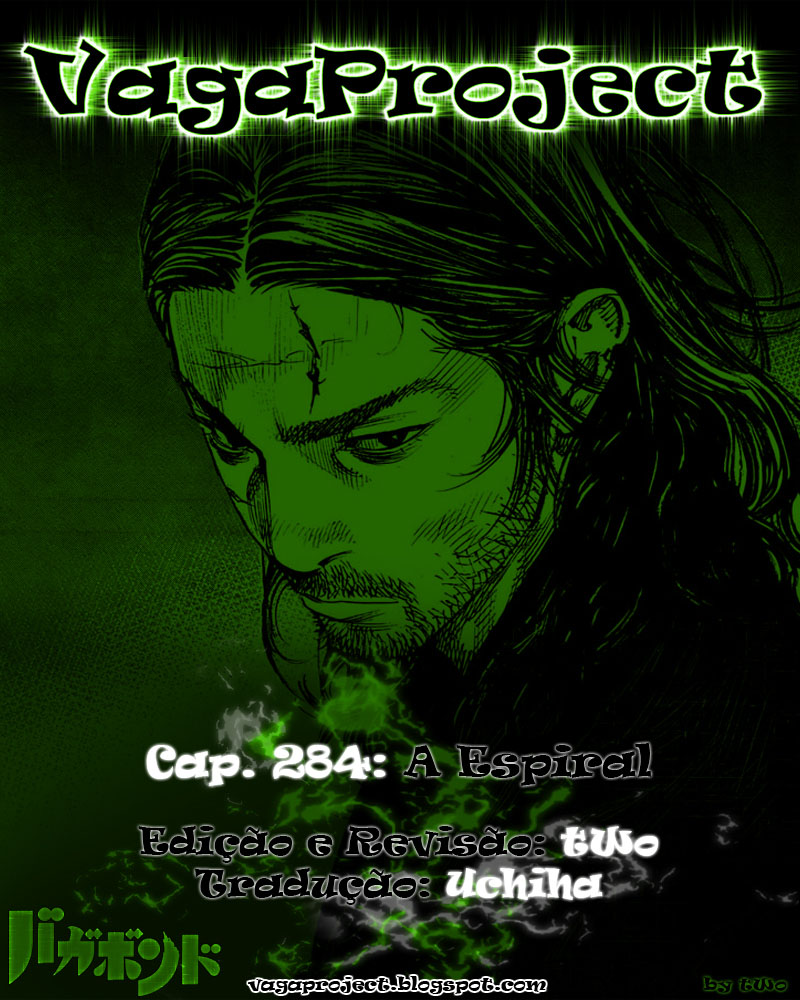 VagaProject
Cap. 284: A Espiral
Edição e Revisão: tWo
Tradução: Uchiha
バガボンド
vagaproject.blogspot.com
by tWo